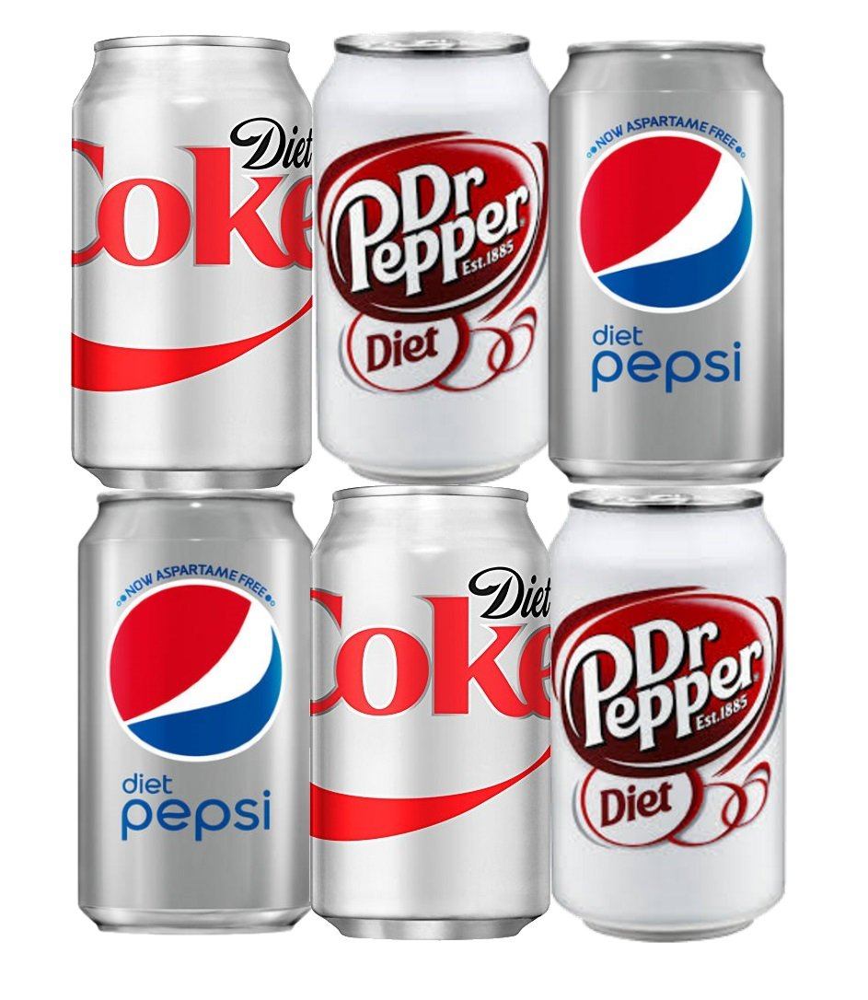 Diet
Coke
Dr
Pepper
Est.1885
Diet
NOW ASPARTAME FREE
diet
pepsi
NOW ASPARTAME FREE
diet
pepsi
Diet
Coke
Dr
Pepper
Est.1885
Diet